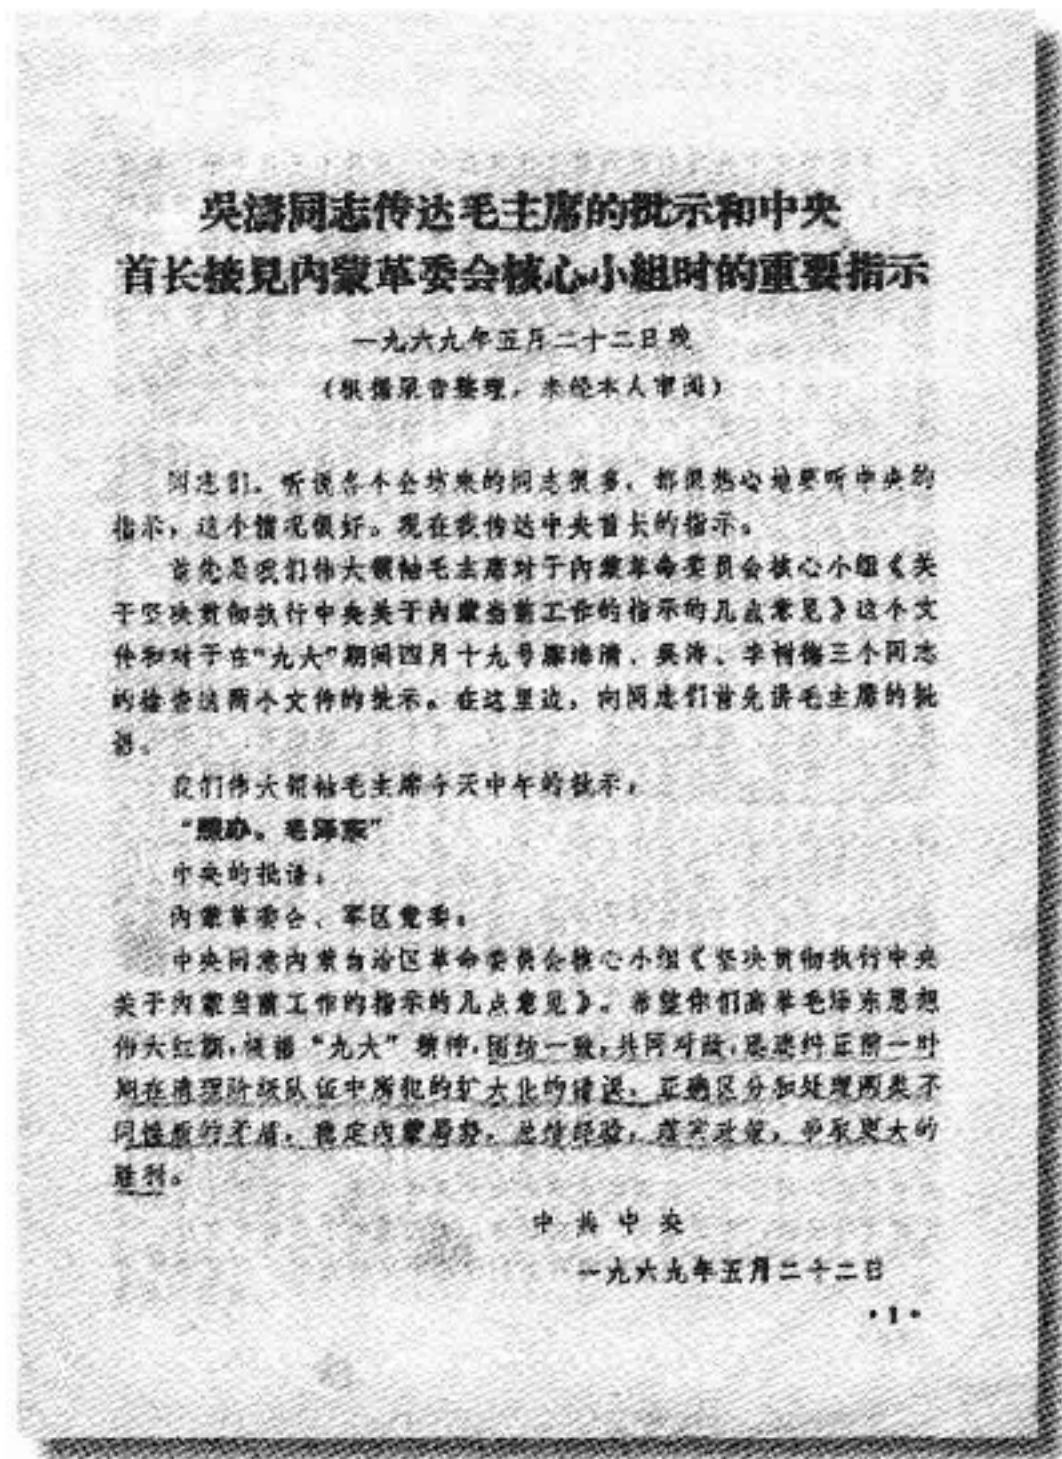 吳濤同志传达毛主席的批示和中央
首长接見內蒙革委会核心小組时的重要指示
一九六九年五月二十二日晚
（根据录音整理，未经本人审阅）
同志们。听说各个会场来的同志很多，都很热心地要听中央的
指示，这个情况很好。现在我传达中央首长的指示。
首先是我们伟大领袖毛主席对于內蒙革命委员会核心小组《关
于坚决贯彻执行中央关于內蒙当前工作的指示的几点意见》这个文
件和对于在“九大”期间四月十九号滕海清、吴涛、李树德三个同志
的检查这两个文件的批示。在这里边，向同志们首先讲毛主席的批
语。
我们伟大领袖毛主席今天中午的批示：
“照办。毛泽东”
中央的批语：
內蒙革委会、军区党委：
中央同意内蒙自治区革命委员会核心小组《坚决贯彻执行中央
关于內蒙当前工作的指示的几点意见》。希望你们高举毛泽东思想
伟大红旗，根据“九大”精神，团结一致，共同对敌，迅速纠正前一时
期在清理阶级队伍中所犯的扩大化的错误，正确区分和处理两类不
同性质的矛盾，稳定內蒙局势，总结经验，落实政策，争取更大的
胜利。
中共中央
一九六九年五月二十二日
·1·